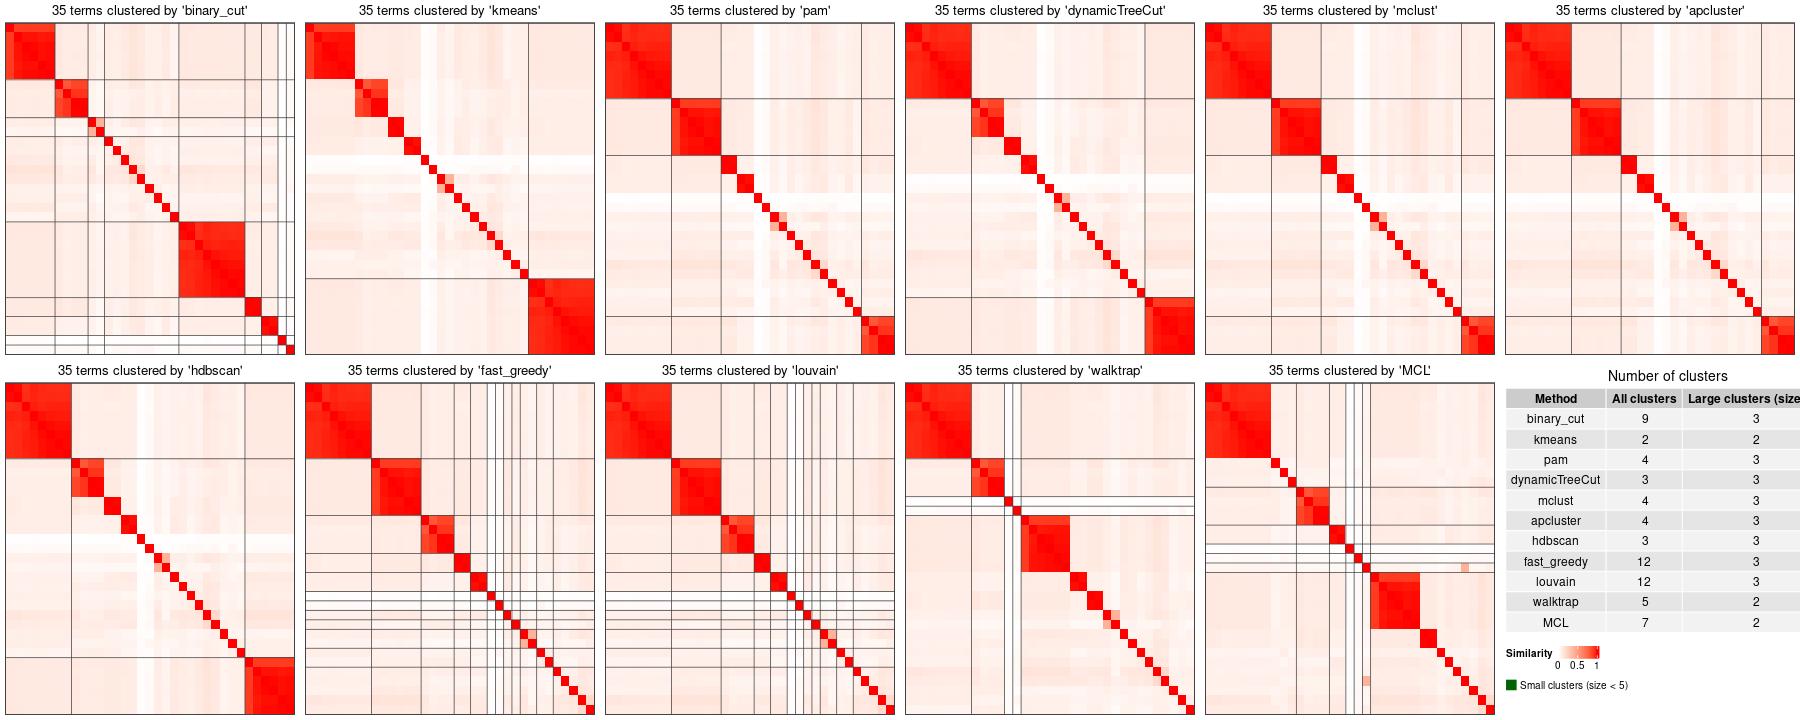 35 terms clustered by 'binary_cut'
35 terms clustered by 'kmeans'
35 terms clustered by 'pam'
35 terms clustered by 'dynamicTreeCut'
35 terms clustered by 'mclust'
35 terms clustered by 'apcluster'
35 terms clustered by 'hdbscan'
35 terms clustered by 'fast_greedy'
35 terms clustered by 'louvain'
35 terms clustered by 'walktrap'
35 terms clustered by 'MCL'
Number of clusters
Method All clusters Large clusters (size
binary_cut 9 3
kmeans 2 2
pam 4 3
dynamicTreeCut 3 3
mclust 4 3
apcluster 4 3
hdbscan 3 3
fast_greedy 12 3
louvain 12 3
walktrap 5 2
MCL 7 2
Similarity
0 0.5 1
Small clusters (size < 5)